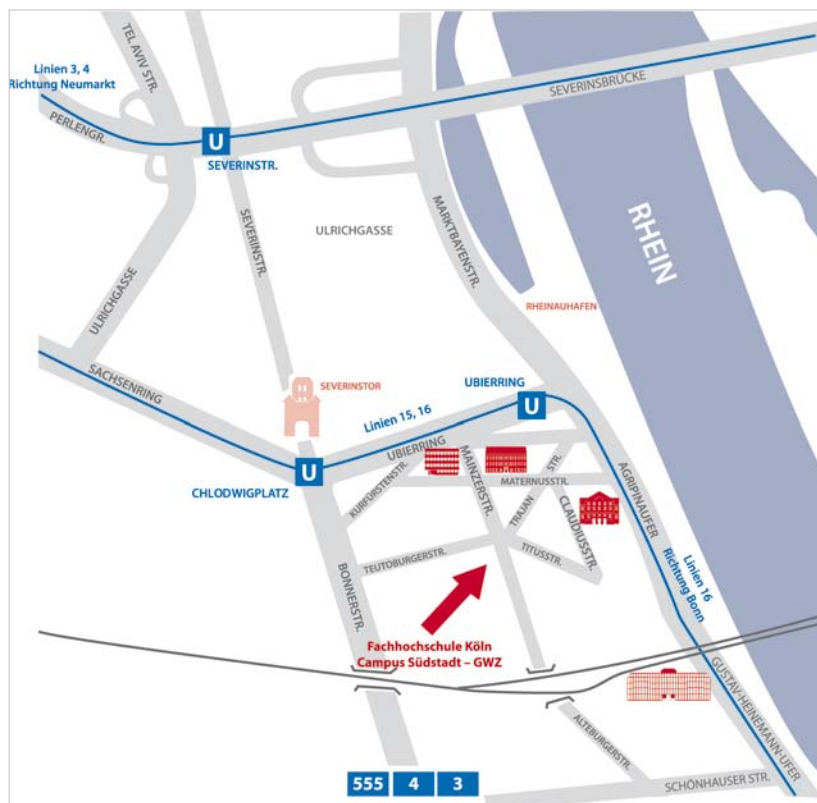 TEL AVIV STR.
Linien 3, 4
Richtung Neumarkt
PERLENGR.
U
SEVERINSTR.
SEVERINSBRÜCKE
SEVERINSTR.
ULRICHGASSE
MARKTBAYENSTR.
RHEIN
ULRICHGASSE
RHEINAUHAFEN
SACHSENRING
SEVERINSTOR
UBIERRING
U
Linien 15, 16
UBIERRING
U
CHLODWIGPLATZ
KURFÜRSTENSTR.
MAINZERSTR.
MATERNUSSTR.
TRAJAN
STR.
CLAUDIUSSTR.
AGRIPINAUFER
TEUTOBURGERSTR.
TITUSSTR.
BONNERSTR.
Linien 16
Richtung Bonn
Fachhochschule Köln
Campus Südstadt – GWZ
GUSTAV-HEINEMANN-UFER
ALTEBURGERSTR.
SCHÖNHAUSER STR.
555 4 3